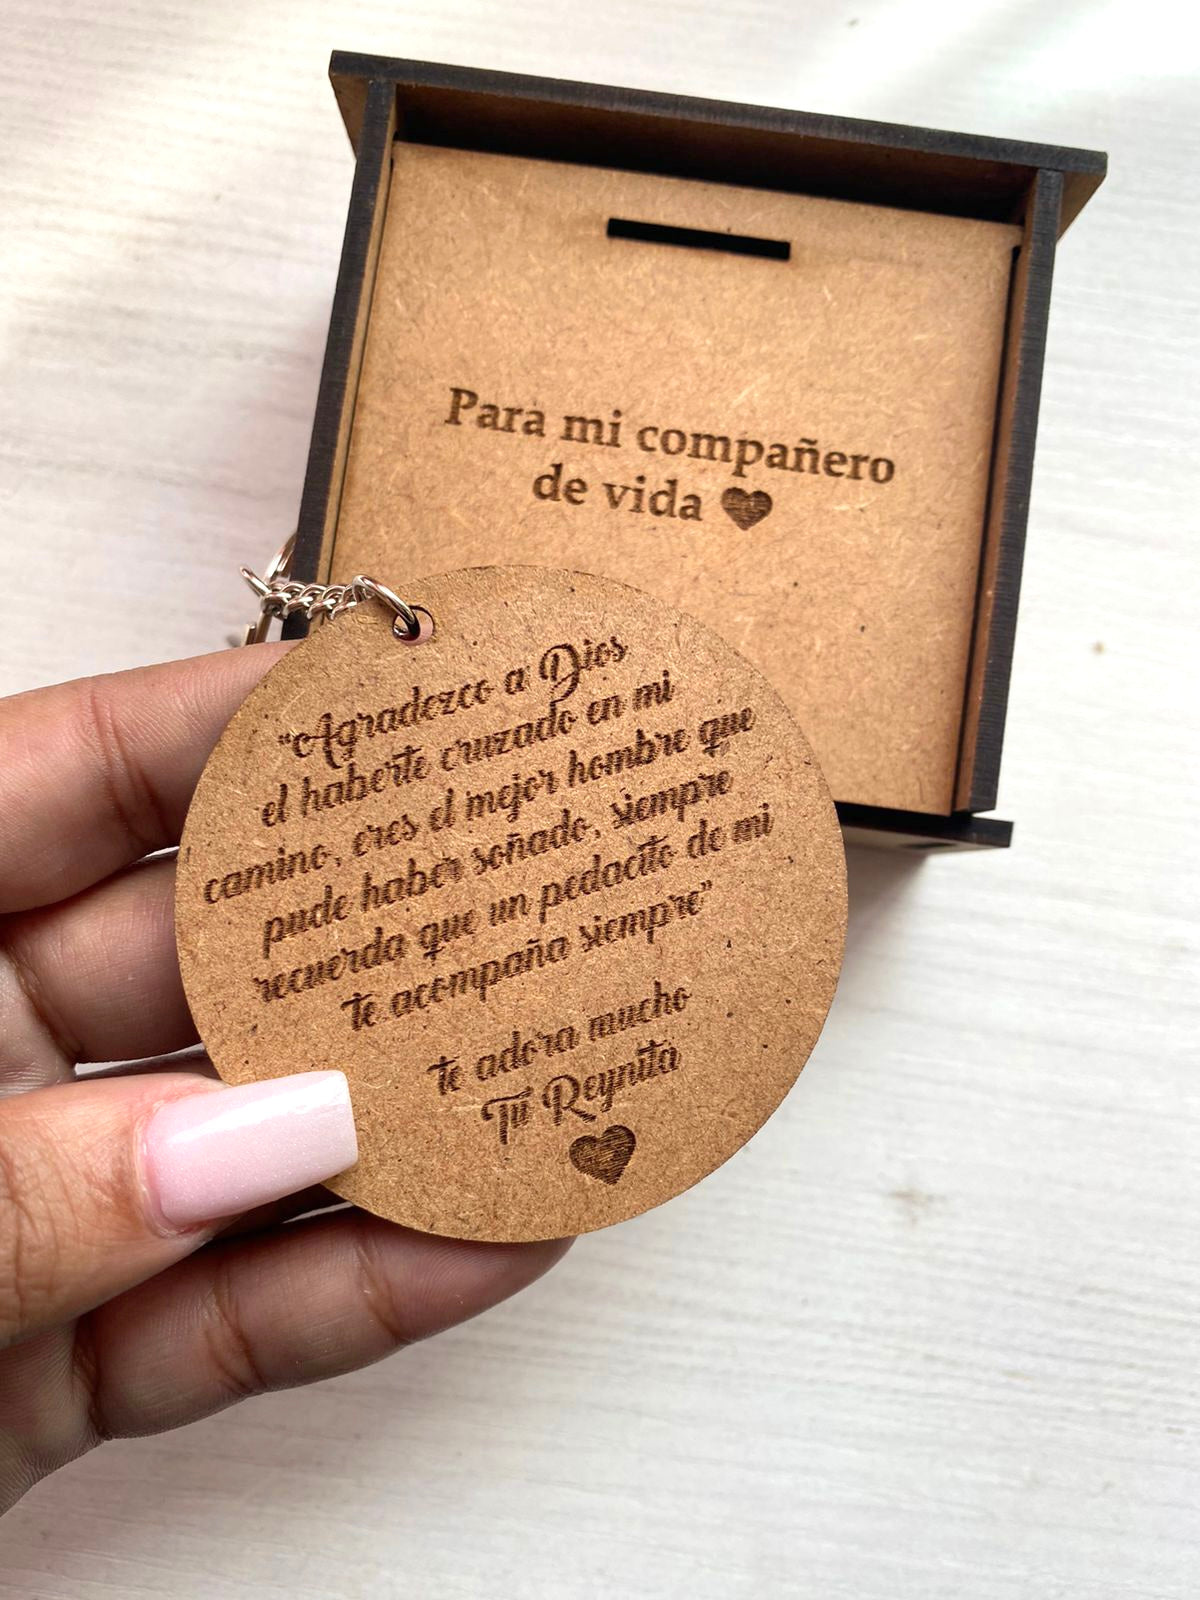 Para mi compañero
de vida ♥
"Agradezco a Dios
el haberte cruzado en mi
camino, eres el mejor hombre que
pude haber soñado, siempre
recuerda que un pedacito de mi
te acompaña siempre"
te adora mucho
Tú Reynita
♥